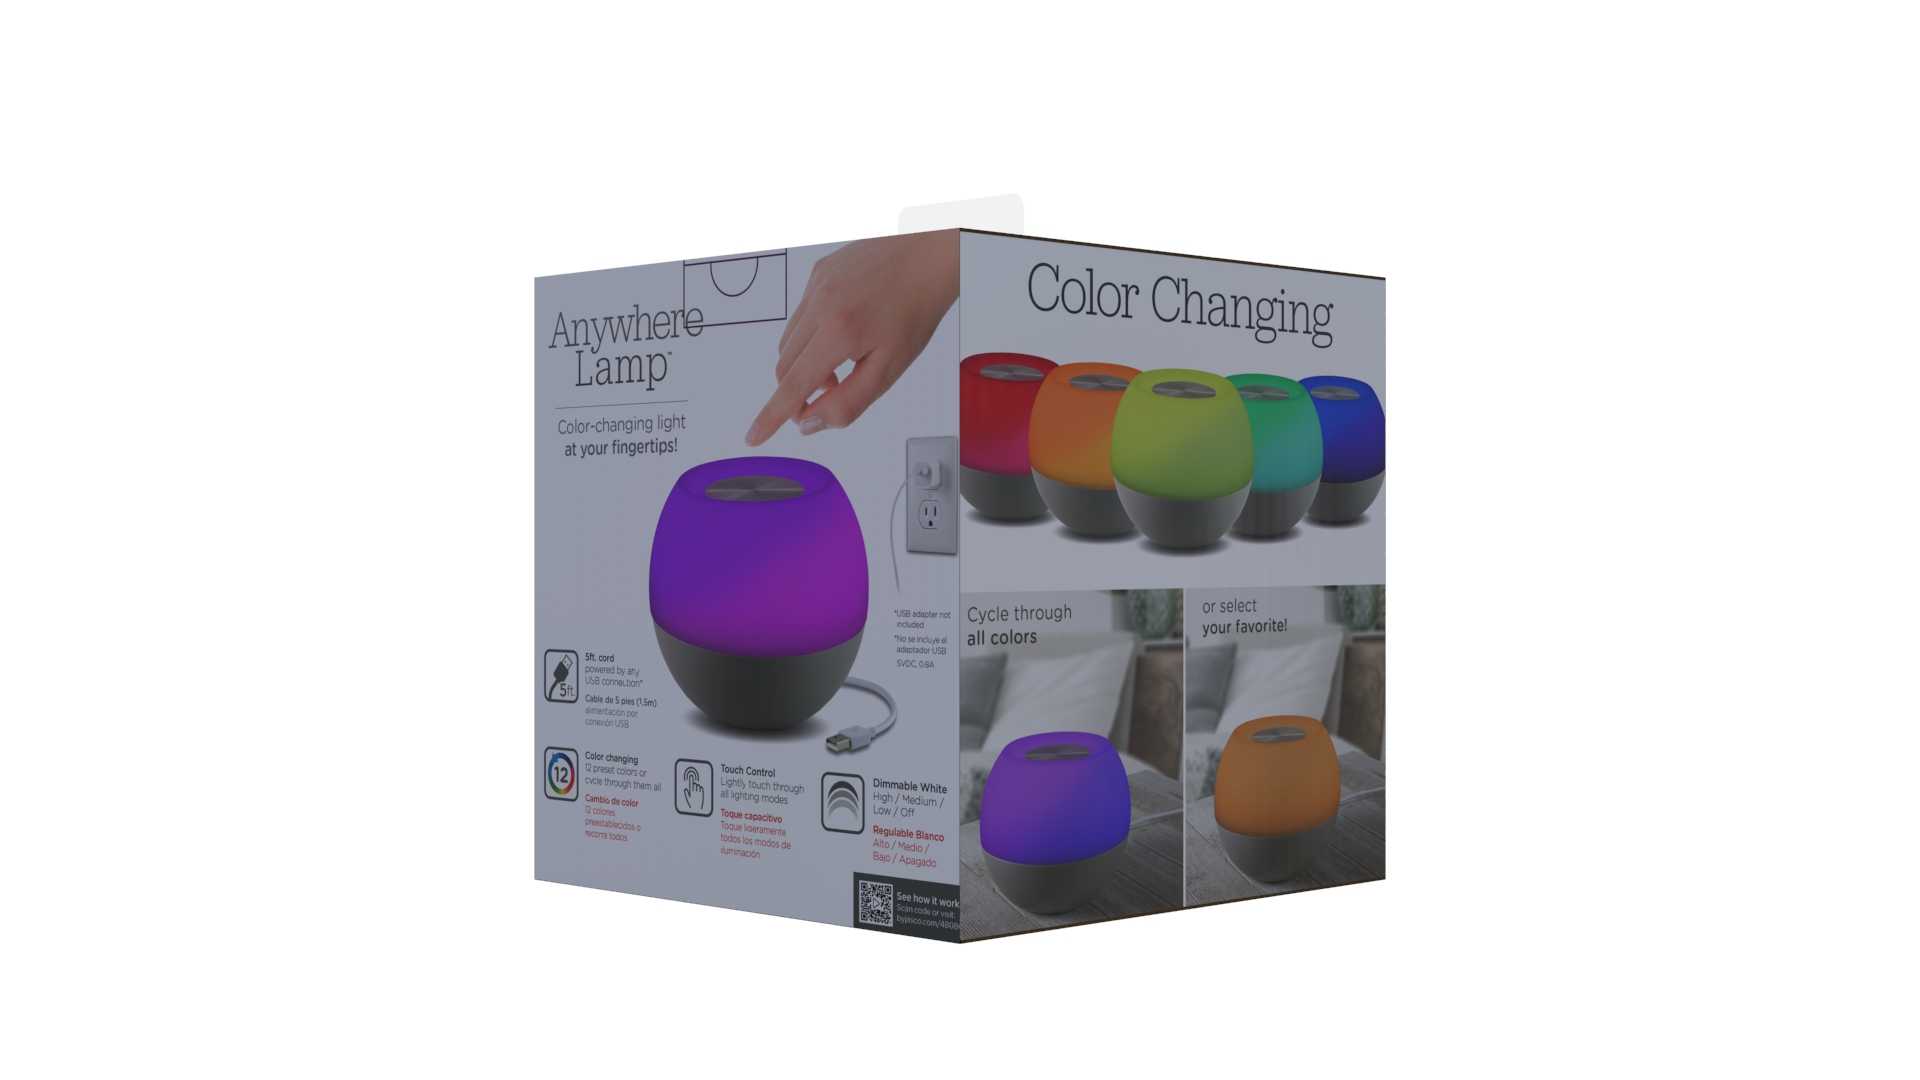 Anywhere
Lamp™
Color-changing light
at your fingertips!
*USB adapter not
included
*No se incluye el
adaptador USB
5VDC, 0.6A
5ft.
5ft. cord
powered by any
USB connection*
Cable de 5 pies (1.5m)
alimentación por
conexión USB
12
Color changing
12 preset colors or
cycle through them all
Cambio de color
12 colores
preestablecidos o
recorra todos
Touch Control
Lightly touch through
all lighting modes
Toque capacitivo
Toque ligeramente
todos los modos de
iluminación
Dimmable White
High / Medium /
Low / Off
Regulable Blanco
Alto / Medio /
Bajo / Apagado
See how it work
Scan code or visit:
Color Changing
Cycle through
all colors
or select
your favorite!